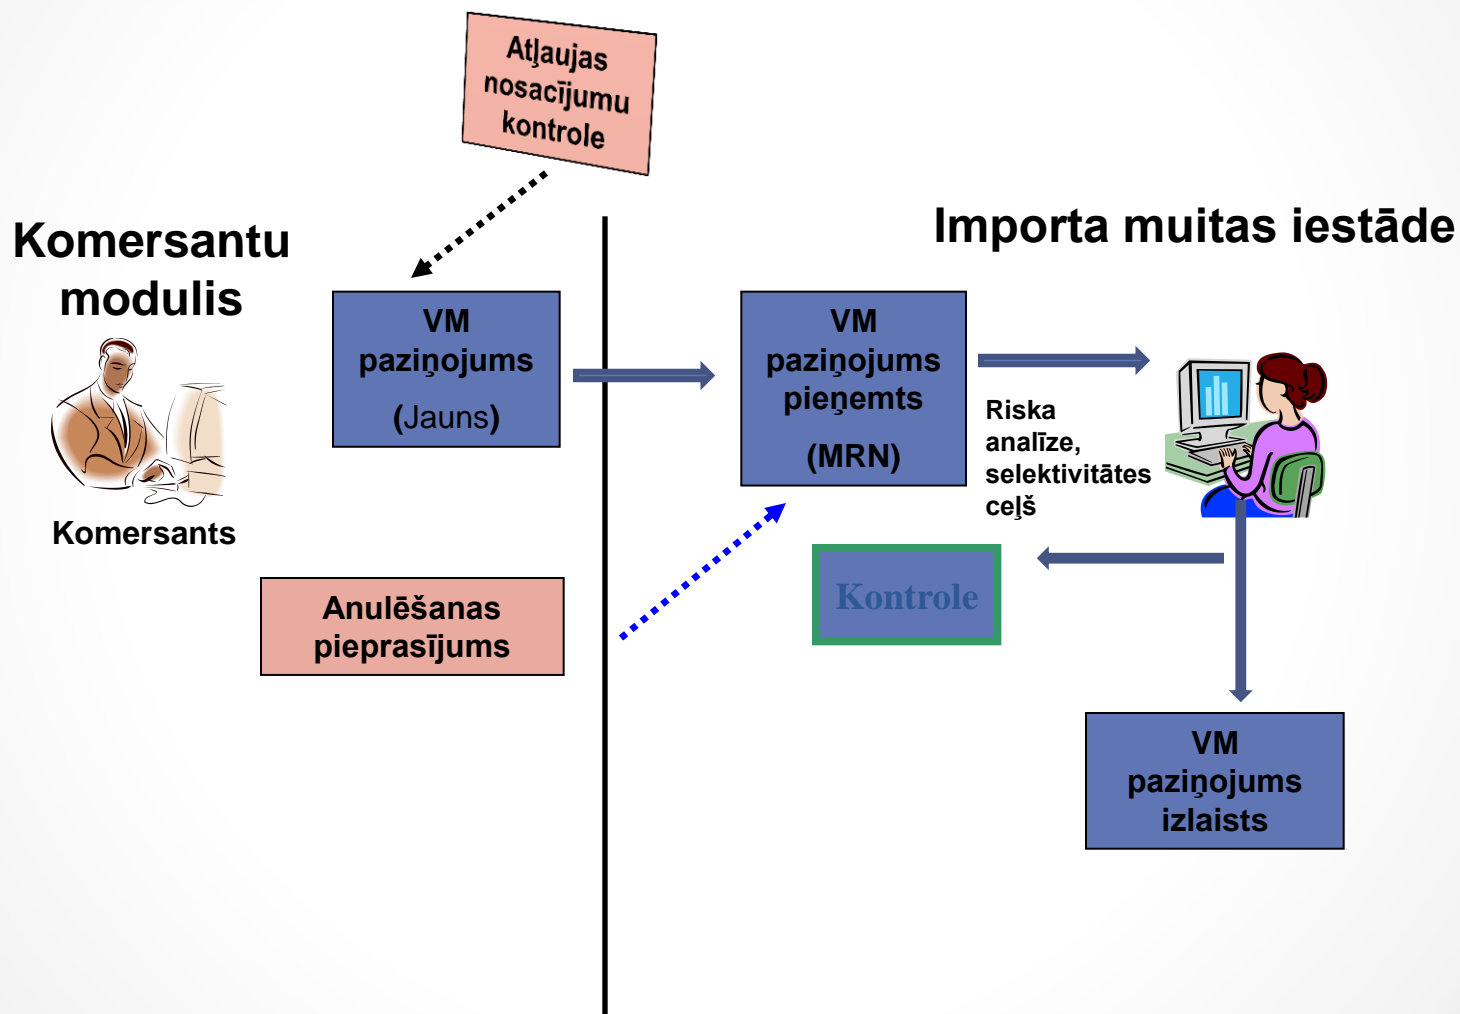 Atļaujas
nosacījumu
kontrole
Komersantu
modulis
Importa muitas iestāde
VM
paziņojums
(Jauns)
VM
paziņojums
pieņemts
(MRN)
Riska
analīze,
selektivitātes
ceļš
Komersants
Anulēšanas
pieprasījums
Kontrole
VM
paziņojums
izlaists